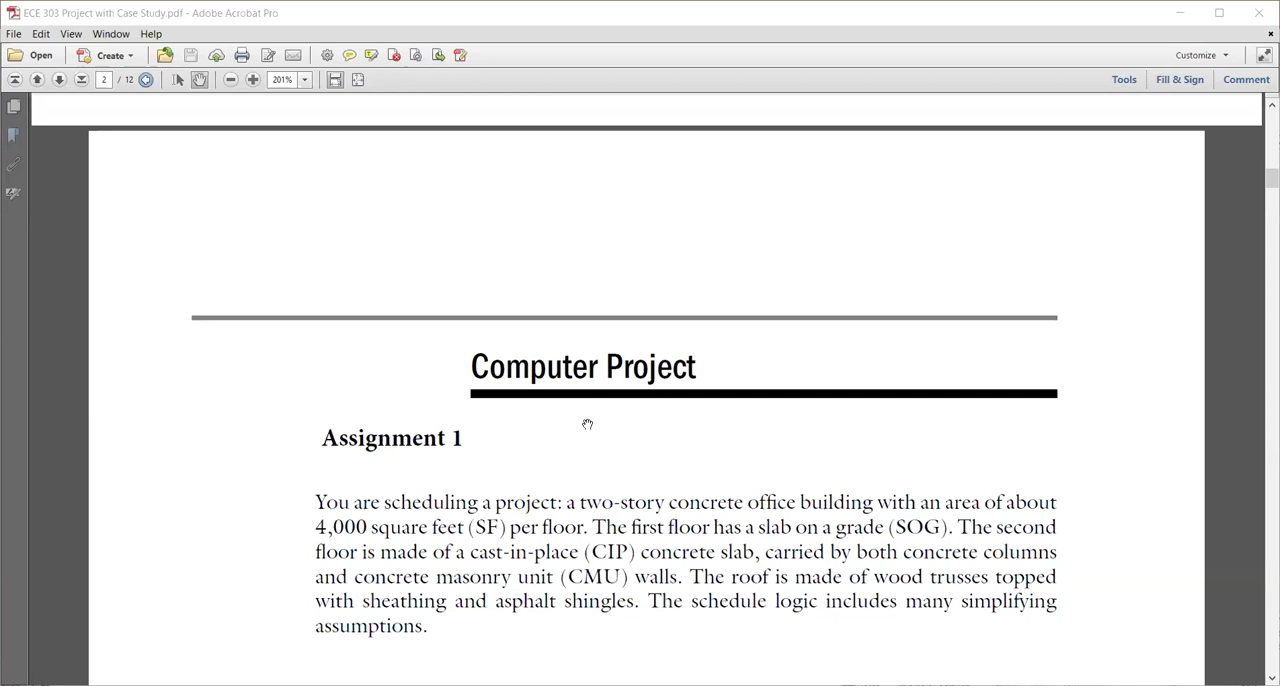 ECE 303 Project with Case Study.pdf - Adobe Acrobat Pro
File Edit View Window Help
Open Create Customize
2 / 12 201% Tools Fill & Sign Comment
Computer Project
Assignment 1
You are scheduling a project: a two-story concrete office building with an area of about
4,000 square feet (SF) per floor. The first floor has a slab on a grade (SOG). The second
floor is made of a cast-in-place (CIP) concrete slab, carried by both concrete columns
and concrete masonry unit (CMU) walls. The roof is made of wood trusses topped
with sheathing and asphalt shingles. The schedule logic includes many simplifying
assumptions.